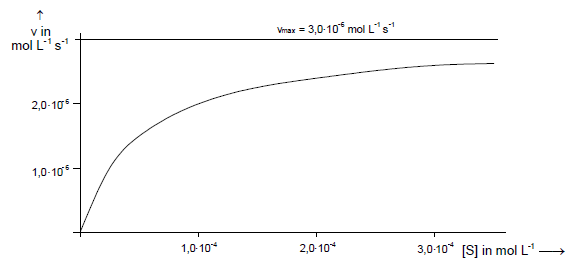 ↑
v in
mol L⁻¹ s⁻¹
vmax = 3,0·10⁻⁶ mol L⁻¹ s⁻¹
2,0·10⁻⁶
1,0·10⁻⁶
1,0·10⁻⁴ 2,0·10⁻⁴ 3,0·10⁻⁴ [S] in mol L⁻¹ →